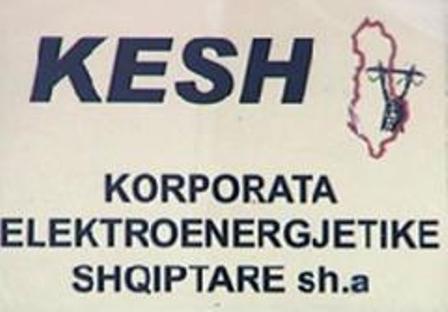 KESH
KORPORATA
ELEKTROENERGJETIKE
SHQIPTARE sh.a